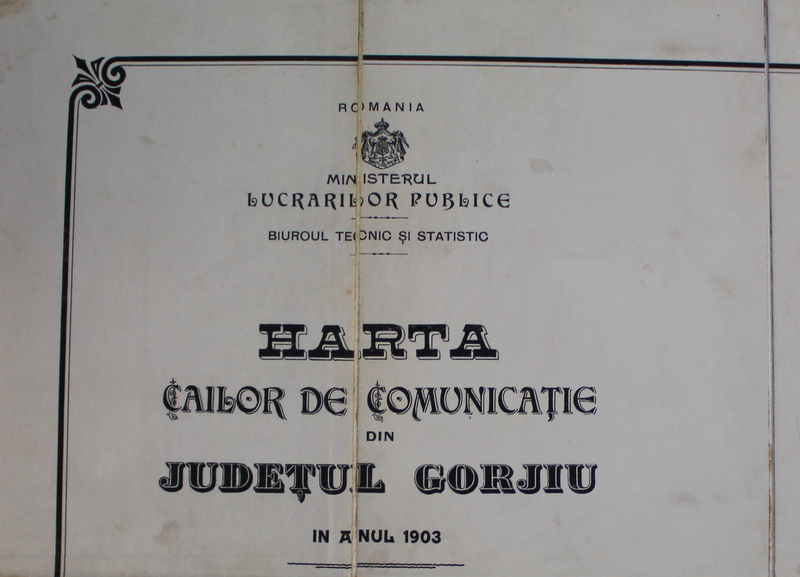 ROMANIA
MINISTERUL
LUCRARILOR PUBLICE
BIUROUL TECNIC ȘI STATISTIC
HARTA
CAILOR DE COMUNICAȚIE
DIN
JUDEȚUL GORJIU
IN ANUL 1903